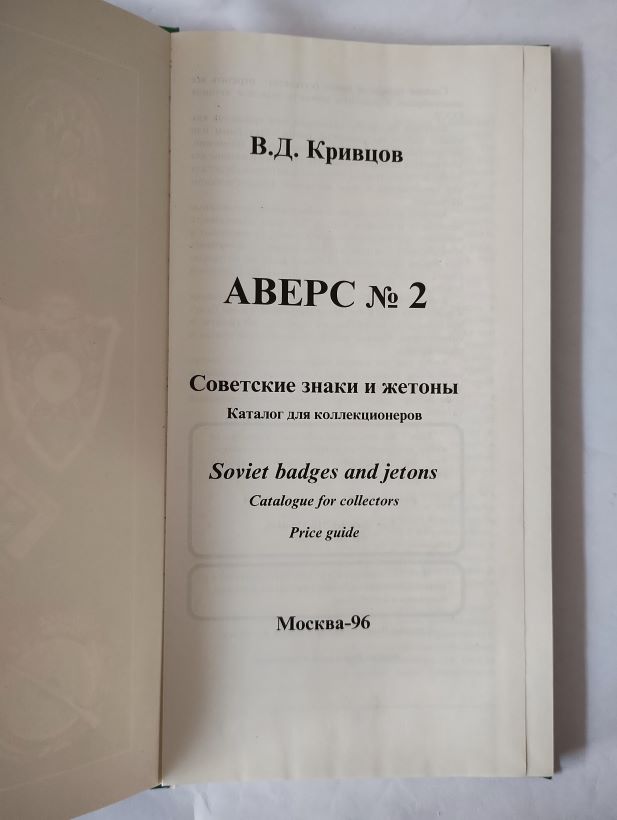 В.Д. Кривцов
АВЕРС № 2
Советские знаки и жетоны
Каталог для коллекционеров
Soviet badges and jetons
Catalogue for collectors
Price guide
Москва-96